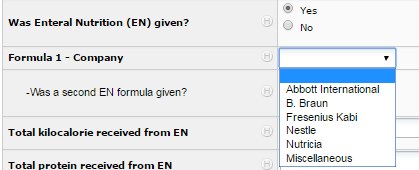 Was Enteral Nutrition (EN) given?
Yes
No
Formula 1 - Company
-Was a second EN formula given?
Abbott International
B. Braun
Fresenius Kabi
Nestle
Nutricia
Miscellaneous
Total kilocalorie received from EN
Total protein received from EN